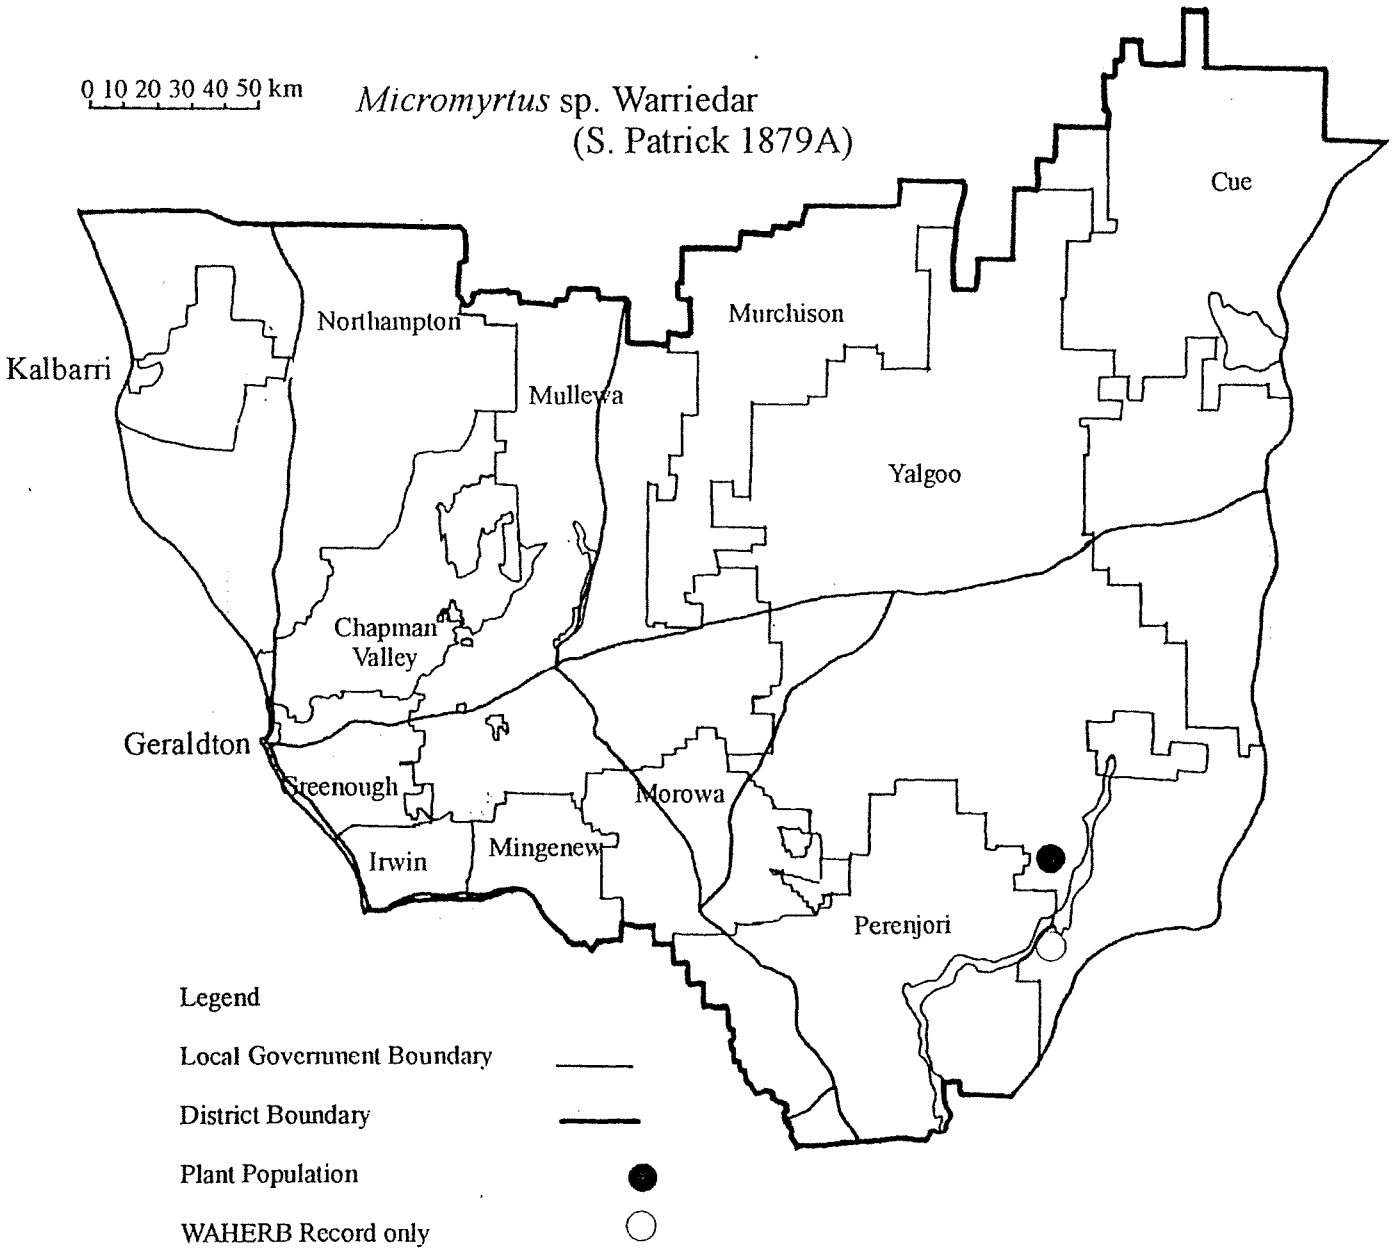 0 10 20 30 40 50 km
Micromyrtus sp. Warriedar
(S. Patrick 1879A)
Cue
Murchison
Northampton
Kalbarri
Mullewa
Yalgoo
Chapman
Valley
Geraldton
Greenough
Morowa
Irwin
Mingenew
Perenjori
Legend
Local Government Boundary
District Boundary
Plant Population
WAHERB Record only